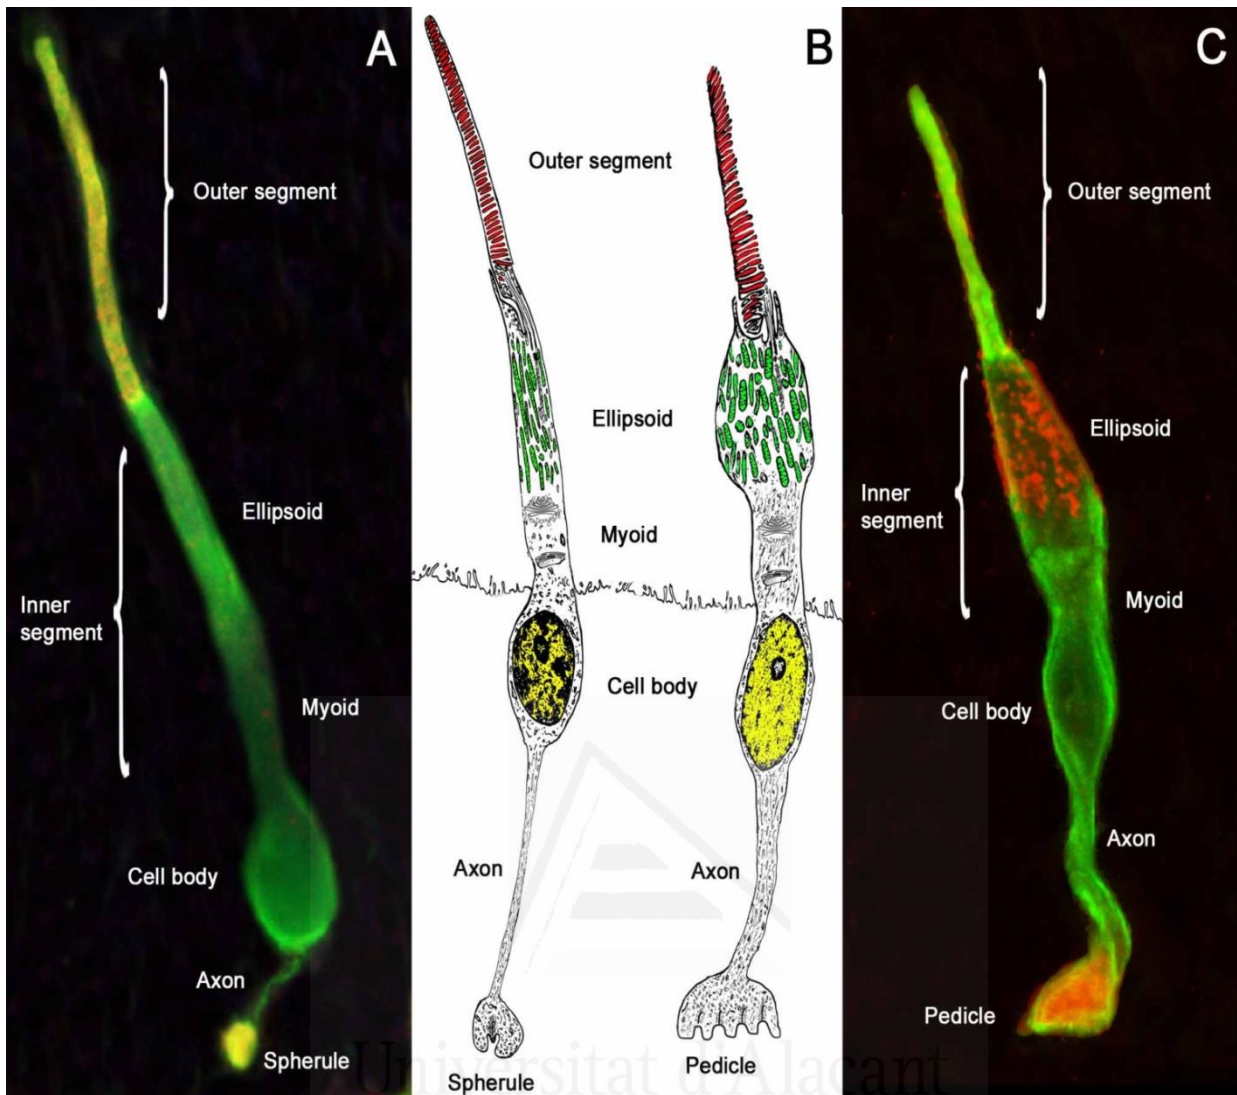 A
Outer segment
Ellipsoid
Inner
segment
Myoid
Cell body
Axon
Spherule
B
Outer segment
Ellipsoid
Myoid
Cell body
Axon
Axon
Spherule
Pedicle
C
Outer segment
Ellipsoid
Inner
segment
Myoid
Cell body
Axon
Pedicle
Universitat d'Alacant